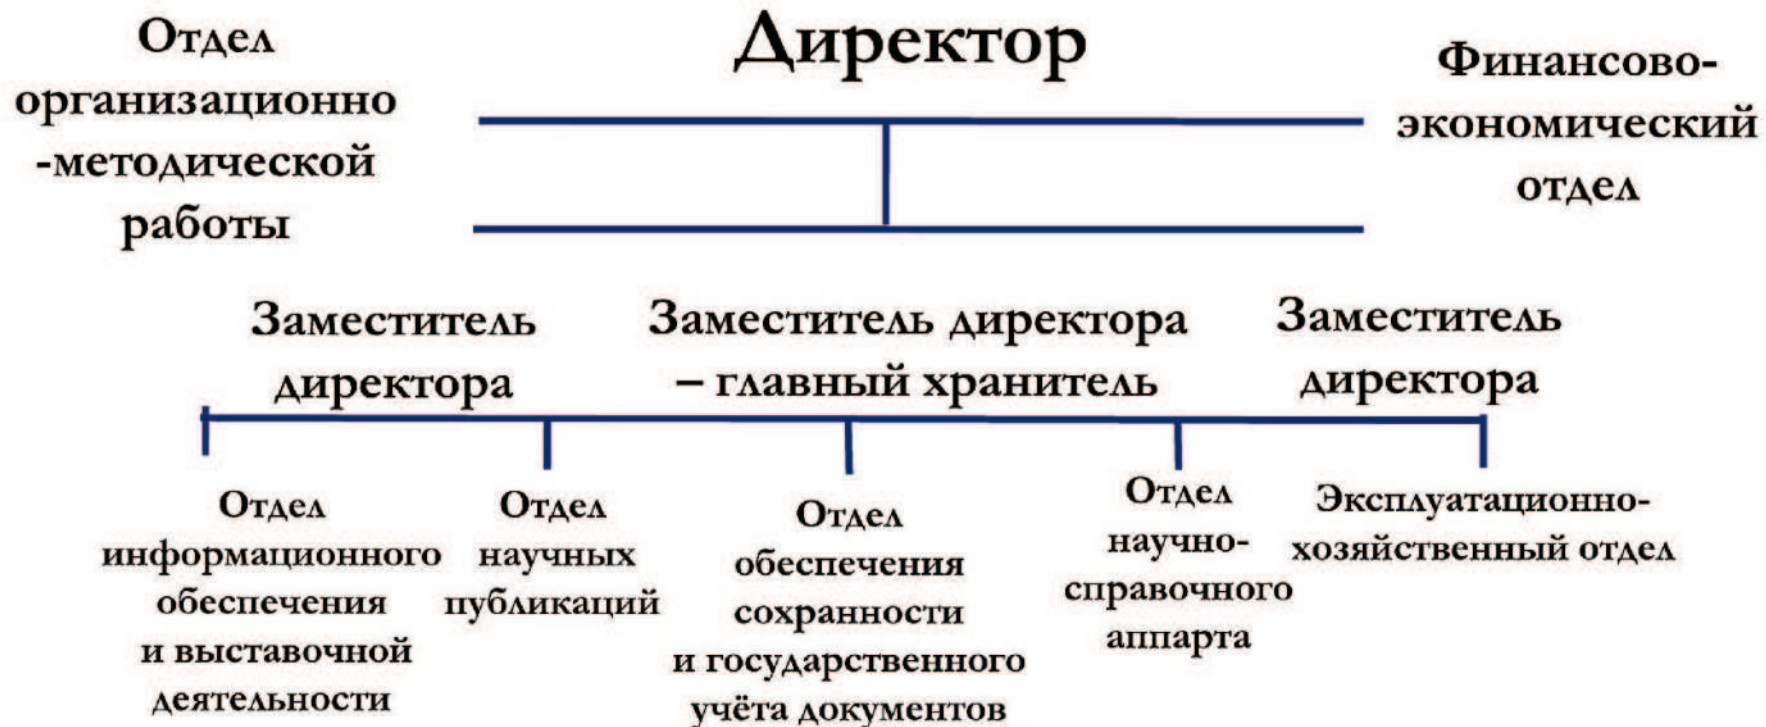 Отдел
организационно
-методической
работы
Директор
Финансово-
экономический
отдел
Заместитель
директора
Заместитель директора
– главный хранитель
Заместитель
директора
Отдел
информационного
обеспечения
и выставочной
деятельности
Отдел
научных
публикаций
Отдел
обеспечения
сохранности
и государственного
учёта документов
Отдел
научно-
справочного
аппарта
Эксплуатационно-
хозяйственный отдел